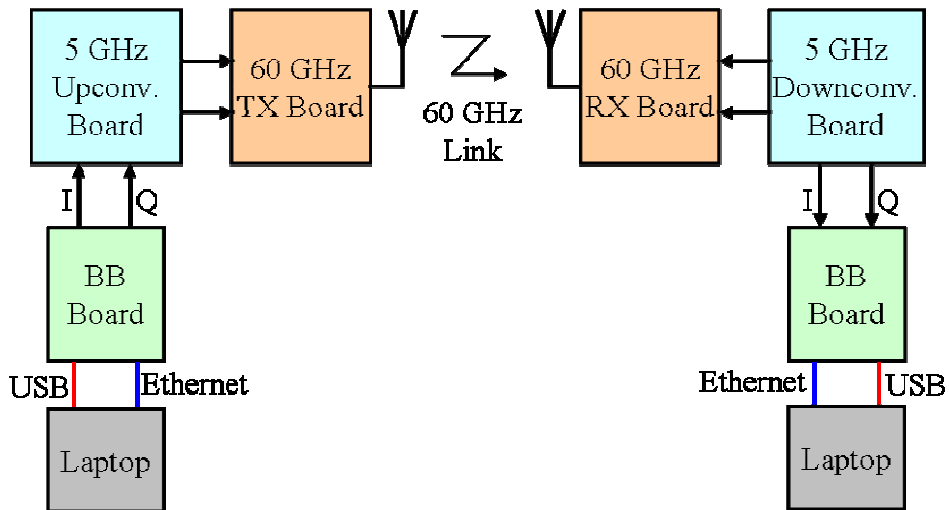 5 GHz
Upconv.
Board
60 GHz
TX Board
60 GHz
Link
60 GHz
RX Board
5 GHz
Downconv.
Board
I
Q
I
Q
BB
Board
BB
Board
USB
Ethernet
Ethernet
USB
Laptop
Laptop